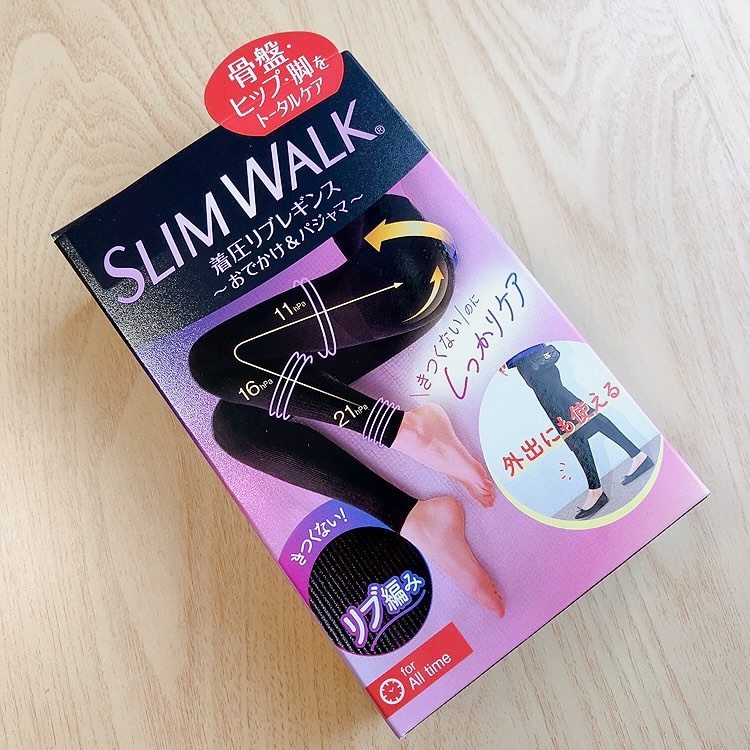 骨盤・
ヒップ・脚を
トータルケア
SLIM WALK®
着圧リブレギンス
～おでかけ&パジャマ～
11hPa
16hPa
21hPa
\きつくない/のに
しっかりケア
外出にも使える
きつくない!
リブ編み
for
All time